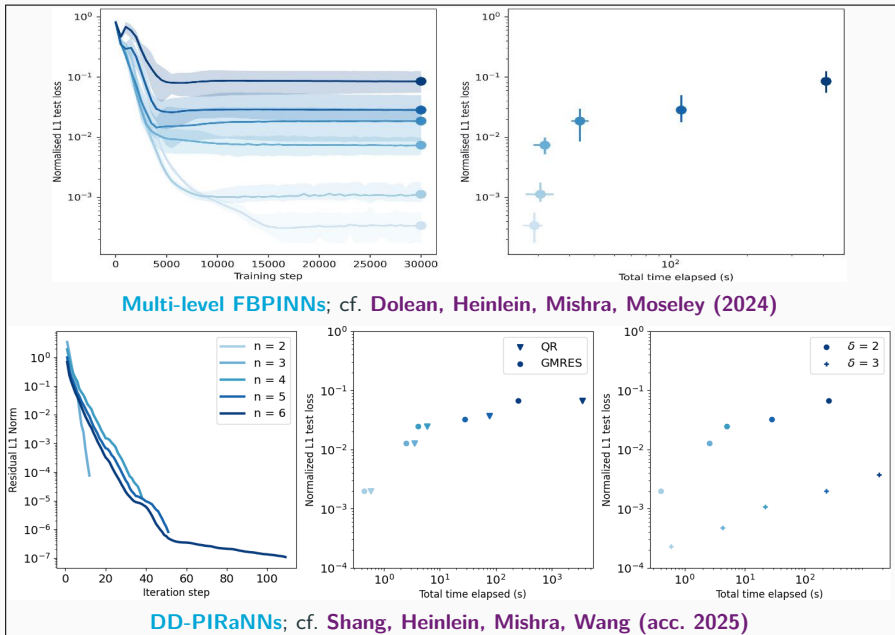 Normalised L1 test loss
10⁰
10⁻¹
10⁻²
10⁻³
0 5000 10000 15000 20000 25000 30000
Training step
Normalised L1 test loss
10⁰
10⁻¹
10⁻²
10⁻³
10²
Total time elapsed (s)
Multi-level FBPINNs; cf. Dolean, Heinlein, Mishra, Moseley (2024)
Residual L1 Norm
10⁰
10⁻¹
10⁻²
10⁻³
10⁻⁴
10⁻⁵
10⁻⁶
10⁻⁷
n = 2
n = 3
n = 4
n = 5
n = 6
0 20 40 60 80 100
Iteration step
Normalized L1 test loss
10⁰
10⁻¹
10⁻²
10⁻³
10⁻⁴
QR
GMRES
10⁰ 10¹ 10² 10³
Total time elapsed (s)
Normalized L1 test loss
10⁰
10⁻¹
10⁻²
10⁻³
10⁻⁴
δ = 2
δ = 3
10⁰ 10¹ 10² 10³
Total time elapsed (s)
DD-PIRaNNs; cf. Shang, Heinlein, Mishra, Wang (acc. 2025)